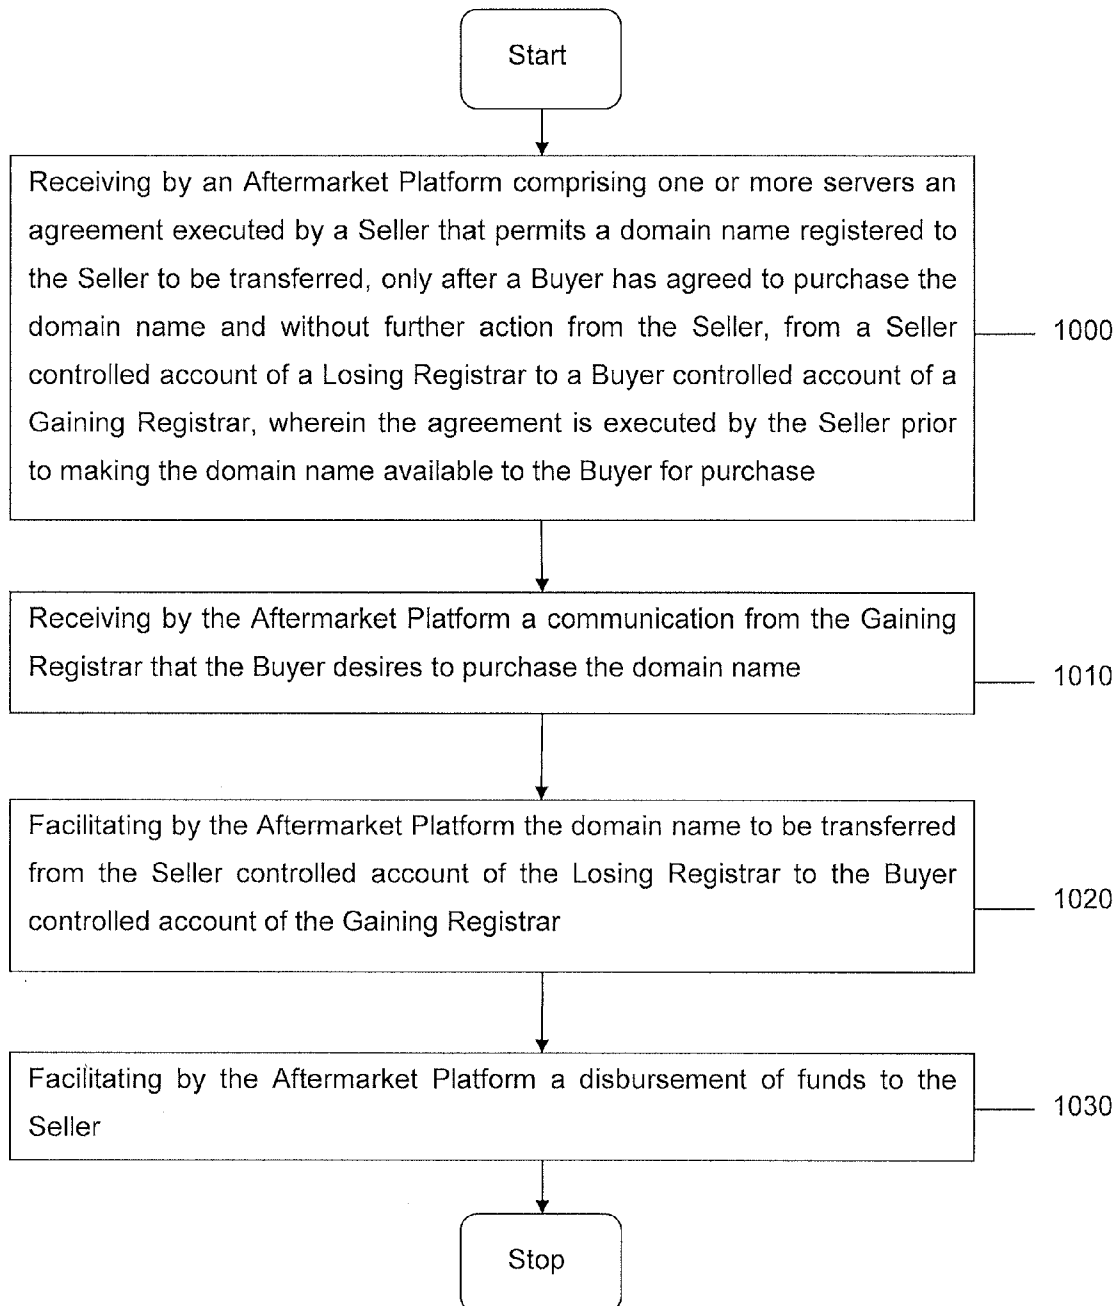 Start
Receiving by an Aftermarket Platform comprising one or more servers an
agreement executed by a Seller that permits a domain name registered to
the Seller to be transferred, only after a Buyer has agreed to purchase the
domain name and without further action from the Seller, from a Seller
controlled account of a Losing Registrar to a Buyer controlled account of a
Gaining Registrar, wherein the agreement is executed by the Seller prior
to making the domain name available to the Buyer for purchase
1000
Receiving by the Aftermarket Platform a communication from the Gaining
Registrar that the Buyer desires to purchase the domain name
1010
Facilitating by the Aftermarket Platform the domain name to be transferred
from the Seller controlled account of the Losing Registrar to the Buyer
controlled account of the Gaining Registrar
1020
Facilitating by the Aftermarket Platform a disbursement of funds to the
Seller
1030
Stop